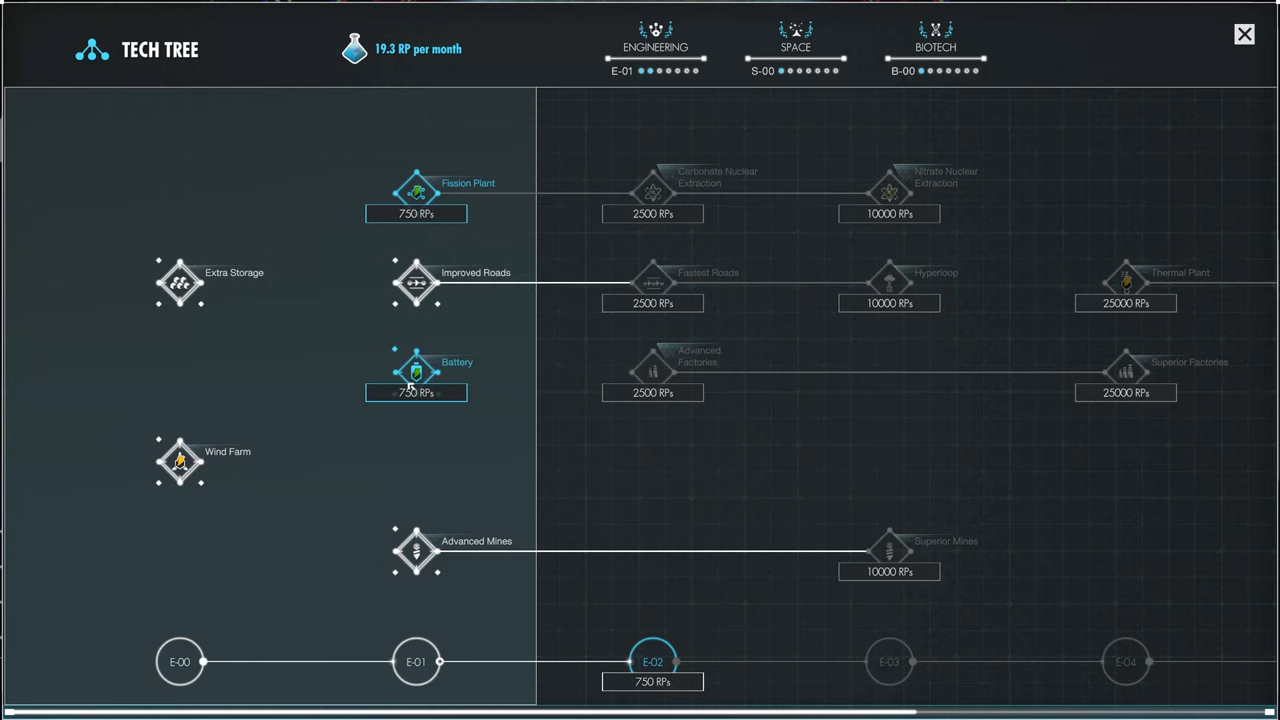 TECH TREE
19.3 RP per month
ENGINEERING
E-01
SPACE
S-00
BIOTECH
B-00
Fission Plant
750 RPs
Carbonate Nuclear
Extraction
2500 RPs
Nitrate Nuclear
Extraction
10000 RPs
Extra Storage
Improved Roads
Fastest Roads
2500 RPs
Hyperloop
10000 RPs
Thermal Plant
25000 RPs
Battery
750 RPs
Advanced
Factories
2500 RPs
Superior Factories
25000 RPs
Wind Farm
Advanced Mines
Superior Mines
10000 RPs
E-00
E-01
E-02
750 RPs
E-03
E-04